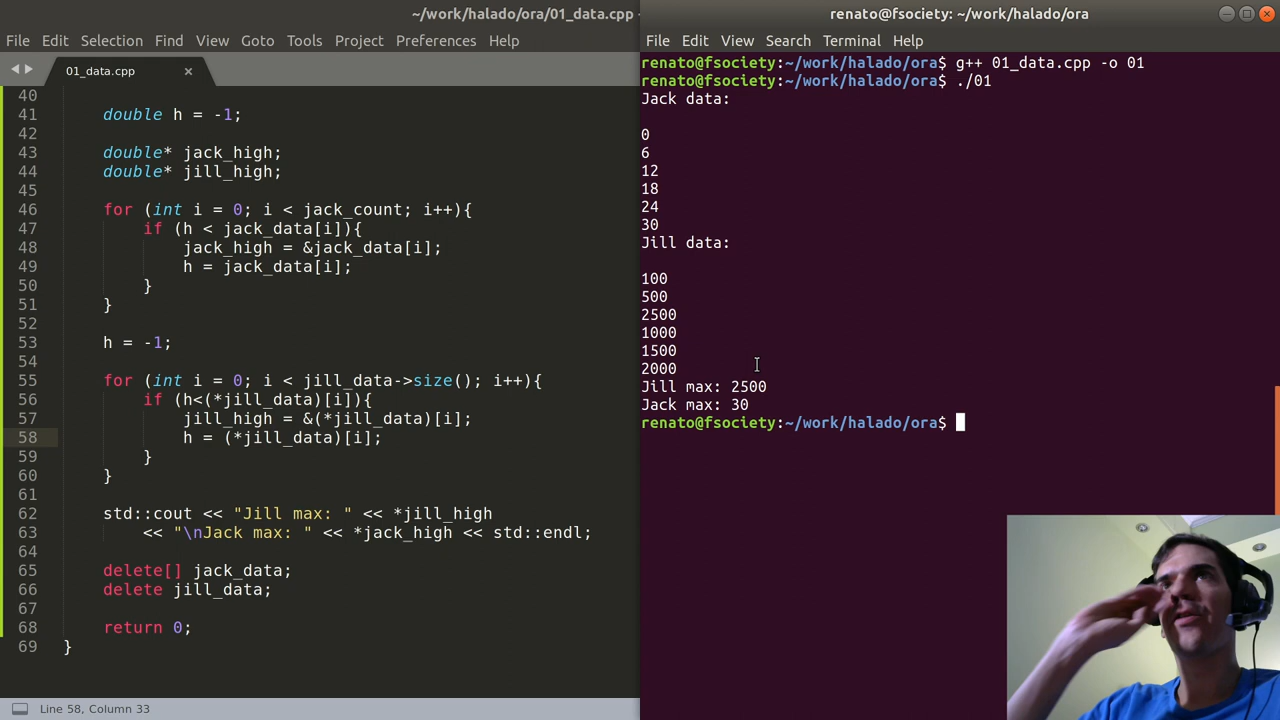 ~/work/halado/ora/01_data.cpp -
File Edit Selection Find View Goto Tools Project Preferences Help
01_data.cpp ×
40
41 double h = -1;
42
43 double* jack_high;
44 double* jill_high;
45
46 for (int i = 0; i < jack_count; i++){
47 if (h < jack_data[i]){
48 jack_high = &jack_data[i];
49 h = jack_data[i];
50 }
51 }
52
53 h = -1;
54
55 for (int i = 0; i < jill_data->size(); i++){
56 if (h<(*jill_data)[i]){
57 jill_high = &(*jill_data)[i];
58 h = (*jill_data)[i];
59 }
60 }
61
62 std::cout << "Jill max: " << *jill_high
63 << "\nJack max: " << *jack_high << std::endl;
64
65 delete[] jack_data;
66 delete jill_data;
67
68 return 0;
69 }
Line 58, Column 33
renato@fsociety: ~/work/halado/ora
File Edit View Search Terminal Help
renato@fsociety:~/work/halado/ora$ g++ 01_data.cpp -o 01
renato@fsociety:~/work/halado/ora$ ./01
Jack data:
0
6
12
18
24
30
Jill data:
100
500
2500
1000
1500
2000
Jill max: 2500
Jack max: 30
renato@fsociety:~/work/halado/ora$